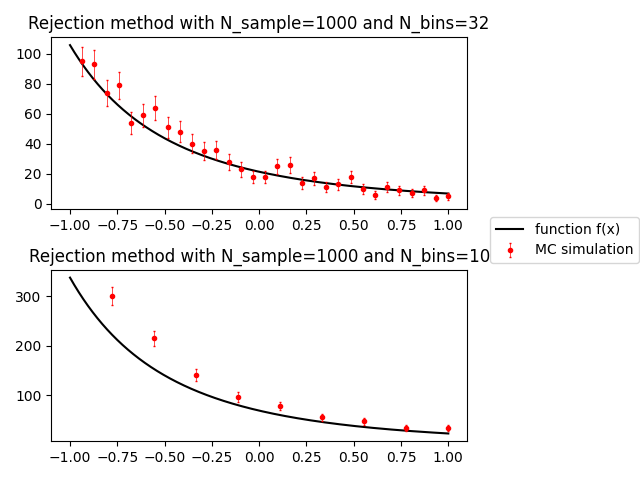 Rejection method with N_sample=1000 and N_bins=32
100
80
60
40
20
0
−1.00 −0.75 −0.50 −0.25 0.00 0.25 0.50 0.75 1.00
function f(x)
MC simulation
Rejection method with N_sample=1000 and N_bins=10
300
200
100
−1.00 −0.75 −0.50 −0.25 0.00 0.25 0.50 0.75 1.00